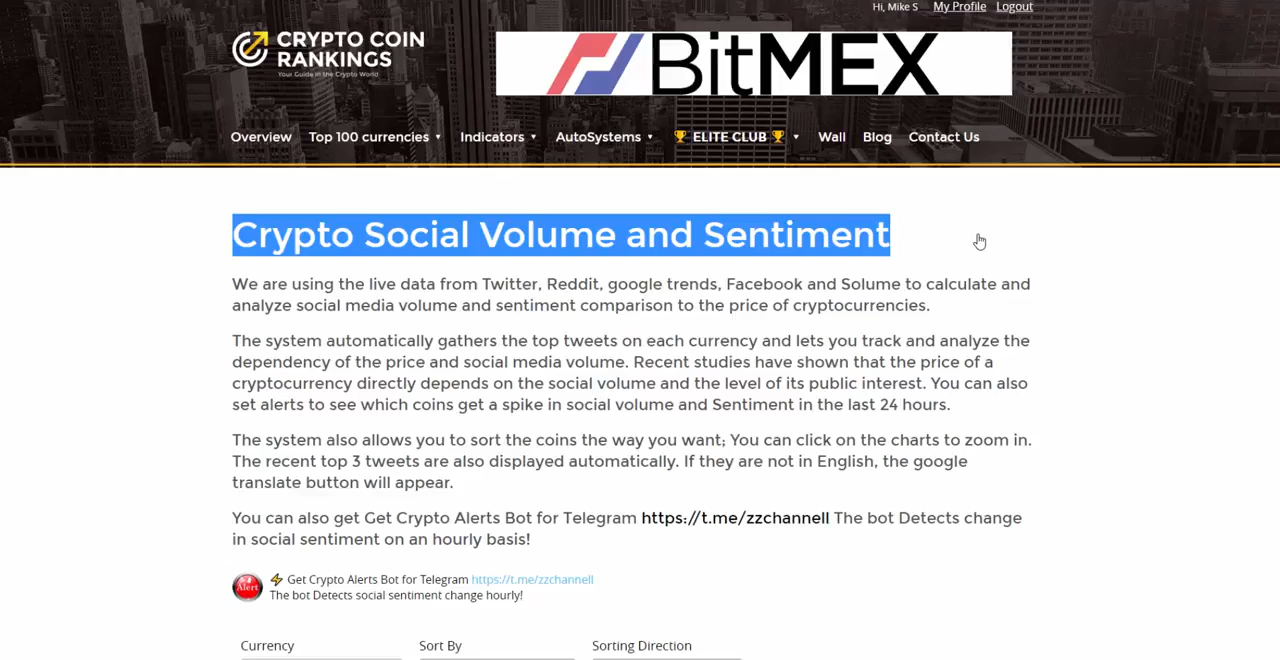 Hi, Mike S My Profile Logout
CRYPTO COIN
RANKINGS
Your Guide in the Crypto World
BitMEX
Overview Top 100 currencies Indicators AutoSystems ELITE CLUB Wall Blog Contact Us
Crypto Social Volume and Sentiment
We are using the live data from Twitter, Reddit, google trends, Facebook and Solume to calculate and
analyze social media volume and sentiment comparison to the price of cryptocurrencies.
The system automatically gathers the top tweets on each currency and lets you track and analyze the
dependency of the price and social media volume. Recent studies have shown that the price of a
cryptocurrency directly depends on the social volume and the level of its public interest. You can also
set alerts to see which coins get a spike in social volume and Sentiment in the last 24 hours.
The system also allows you to sort the coins the way you want; You can click on the charts to zoom in.
The recent top 3 tweets are also displayed automatically. If they are not in English, the google
translate button will appear.
You can also get Get Crypto Alerts Bot for Telegram https://t.me/zzchannell The bot Detects change
in social sentiment on an hourly basis!
Alert
⚡ Get Crypto Alerts Bot for Telegram https://t.me/zzchannell
The bot Detects social sentiment change hourly!
Currency Sort By Sorting Direction